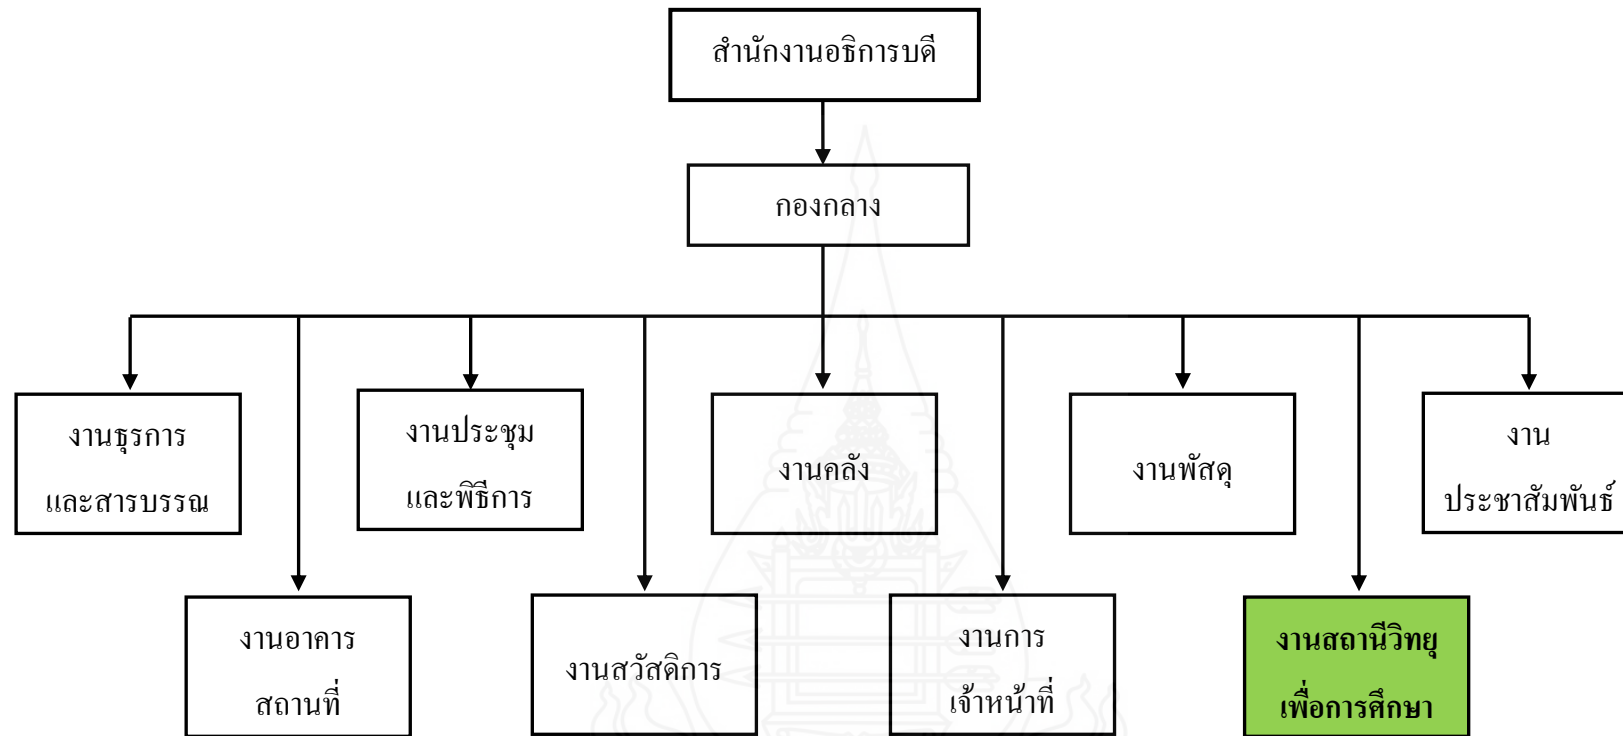 สำนักงานอธิการบดี
กองกลาง
งานธุรการ
และสารบรรณ
งานประชุม
และพิธีการ
งานคลัง
งานพัสดุ
งาน
ประชาสัมพันธ์
งานอาคาร
สถานที่
งานสวัสดิการ
งานการ
เจ้าหน้าที่
งานสถานีวิทยุ
เพื่อการศึกษา